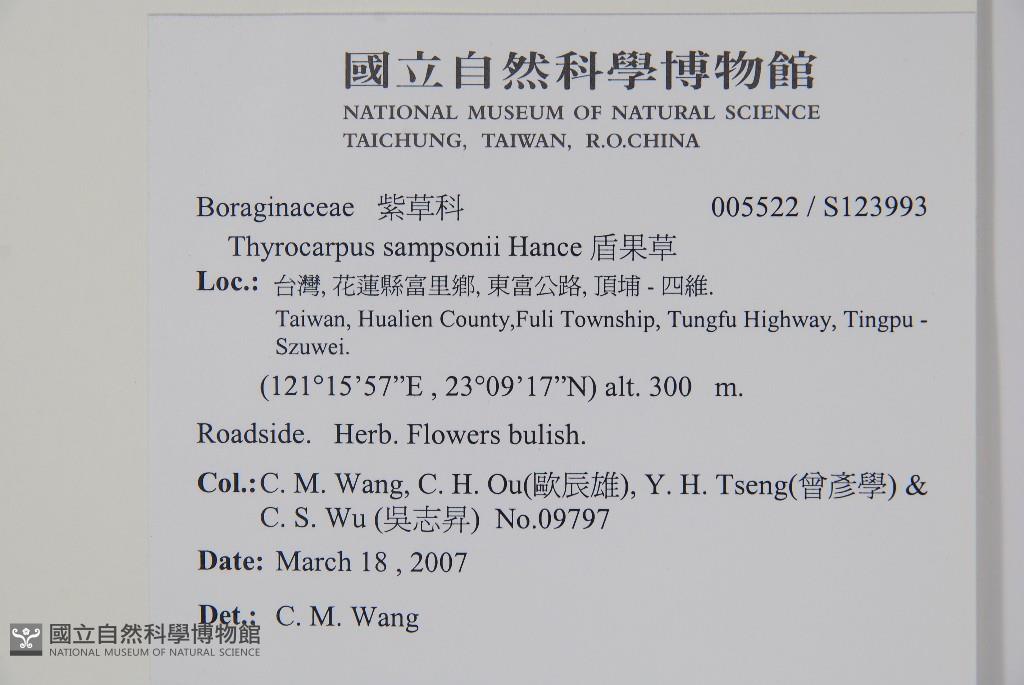 國立自然科學博物館
NATIONAL MUSEUM OF NATURAL SCIENCE
TAICHUNG, TAIWAN, R.O.CHINA
Boraginaceae 紫草科 005522 / S123993
Thyrocarpus sampsonii Hance 盾果草
Loc.: 台灣, 花蓮縣富里鄉, 東富公路, 頂埔 - 四維.
Taiwan, Hualien County,Fuli Township, Tungfu Highway, Tingpu -
Szuwei.
(121°15’57”E , 23°09’17”N) alt. 300 m.
Roadside. Herb. Flowers bulish.
Col.: C. M. Wang, C. H. Ou(歐辰雄), Y. H. Tseng(曾彥學) &
C. S. Wu (吳志昇) No.09797
Date: March 18 , 2007
Det.: C. M. Wang
國立自然科學博物館
NATIONAL MUSEUM OF NATURAL SCIENCE